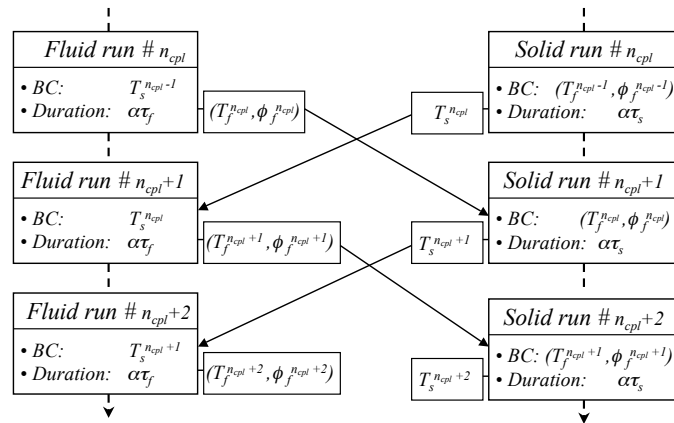 Fluid run # n_cpl
• BC: T_s^{n_cpl-1}
• Duration: ατ_f
(T_f^{n_cpl}, ϕ_f^{n_cpl})
T_s^{n_cpl}
Solid run # n_cpl
• BC: (T_f^{n_cpl-1}, ϕ_f^{n_cpl-1})
• Duration: ατ_s
Fluid run # n_cpl+1
• BC: T_s^{n_cpl}
• Duration: ατ_f
(T_f^{n_cpl+1}, ϕ_f^{n_cpl+1})
T_s^{n_cpl+1}
Solid run # n_cpl+1
• BC: (T_f^{n_cpl}, ϕ_f^{n_cpl})
• Duration: ατ_s
Fluid run # n_cpl+2
• BC: T_s^{n_cpl+1}
• Duration: ατ_f
(T_f^{n_cpl+2}, ϕ_f^{n_cpl+2})
T_s^{n_cpl+2}
Solid run # n_cpl+2
• BC: (T_f^{n_cpl+1}, ϕ_f^{n_cpl+1})
• Duration: ατ_s